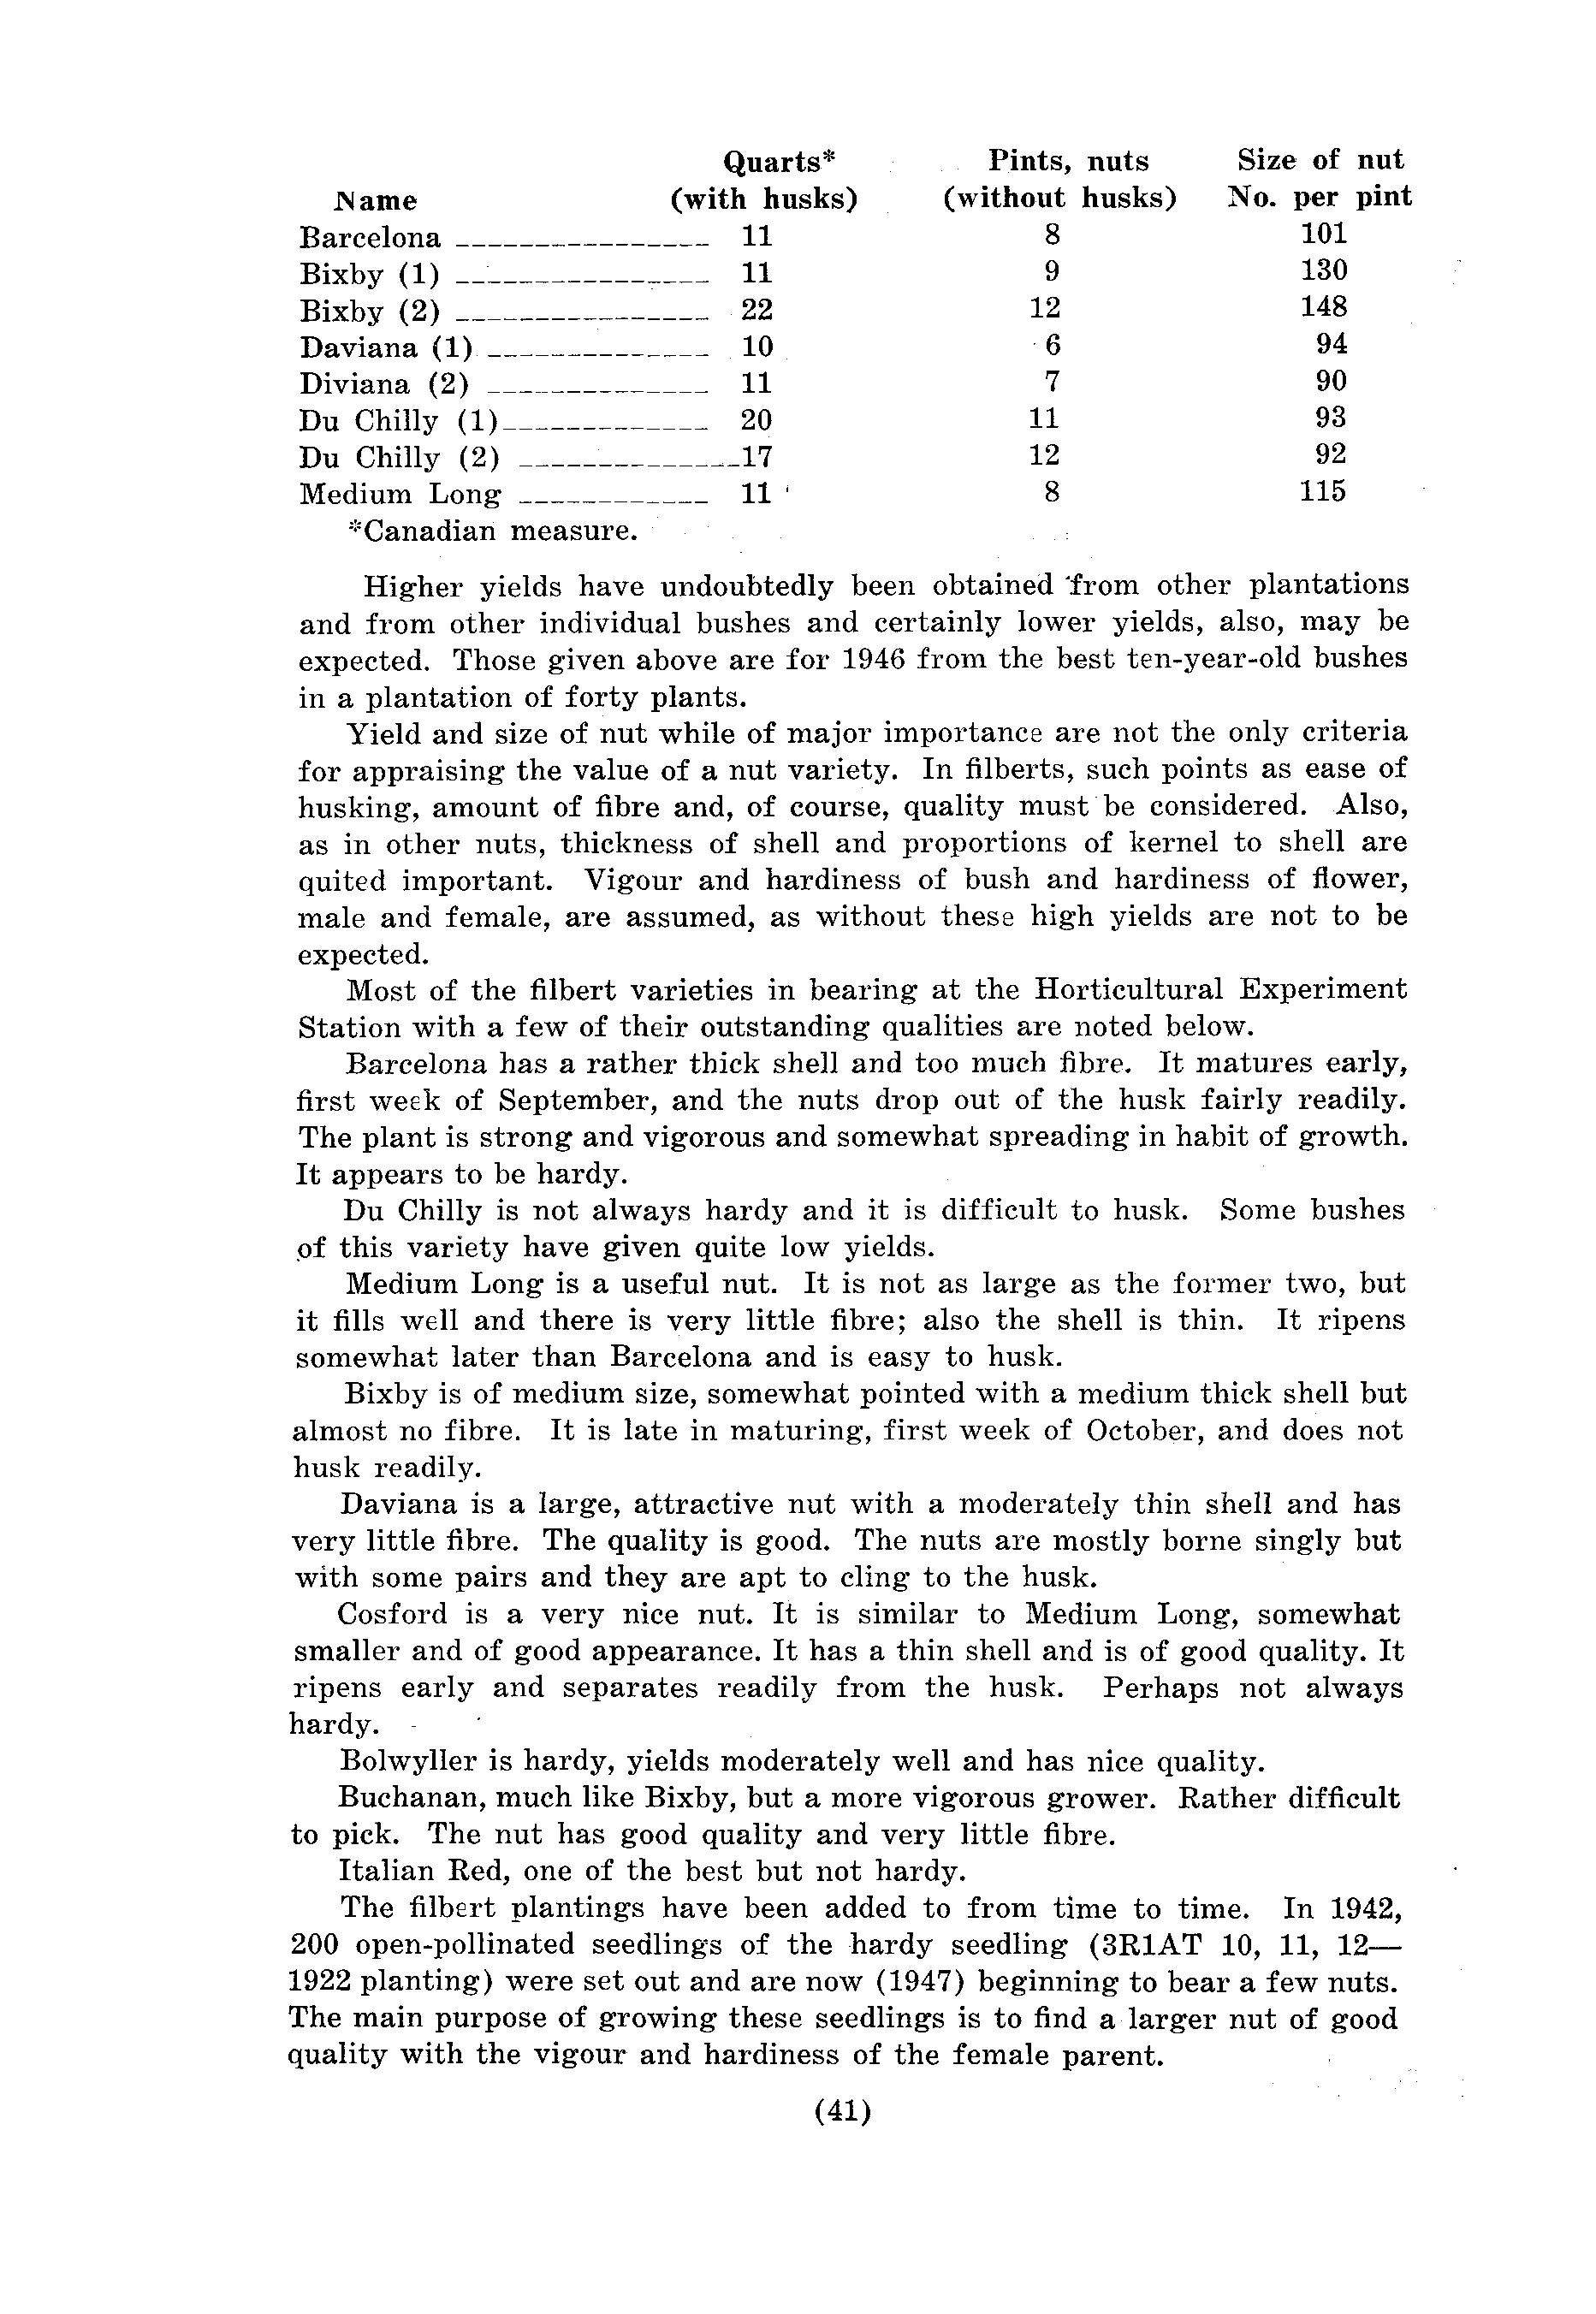 Quarts* Pints, nuts Size of nut
Name (with husks) (without husks) No. per pint
Barcelona ________________ 11 8 101
Bixby (1) ________________ 11 9 130
Bixby (2) ________________ 22 12 148
Daviana (1) ______________ 10 6 94
Diviana (2) ______________ 11 7 90
Du Chilly (1)_____________ 20 11 93
Du Chilly (2) ______________17 12 92
Medium Long ____________ 11 8 115
*Canadian measure.
Higher yields have undoubtedly been obtained from other plantations
and from other individual bushes and certainly lower yields, also, may be
expected. Those given above are for 1946 from the best ten-year-old bushes
in a plantation of forty plants.
Yield and size of nut while of major importance are not the only criteria
for appraising the value of a nut variety. In filberts, such points as ease of
husking, amount of fibre and, of course, quality must be considered. Also,
as in other nuts, thickness of shell and proportions of kernel to shell are
quited important. Vigour and hardiness of bush and hardiness of flower,
male and female, are assumed, as without these high yields are not to be
expected.
Most of the filbert varieties in bearing at the Horticultural Experiment
Station with a few of their outstanding qualities are noted below.
Barcelona has a rather thick shell and too much fibre. It matures early,
first week of September, and the nuts drop out of the husk fairly readily.
The plant is strong and vigorous and somewhat spreading in habit of growth.
It appears to be hardy.
Du Chilly is not always hardy and it is difficult to husk. Some bushes
of this variety have given quite low yields.
Medium Long is a useful nut. It is not as large as the former two, but
it fills well and there is very little fibre; also the shell is thin. It ripens
somewhat later than Barcelona and is easy to husk.
Bixby is of medium size, somewhat pointed with a medium thick shell but
almost no fibre. It is late in maturing, first week of October, and does not
husk readily.
Daviana is a large, attractive nut with a moderately thin shell and has
very little fibre. The quality is good. The nuts are mostly borne singly but
with some pairs and they are apt to cling to the husk.
Cosford is a very nice nut. It is similar to Medium Long, somewhat
smaller and of good appearance. It has a thin shell and is of good quality. It
ripens early and separates readily from the husk. Perhaps not always
hardy.
Bolwyller is hardy, yields moderately well and has nice quality.
Buchanan, much like Bixby, but a more vigorous grower. Rather difficult
to pick. The nut has good quality and very little fibre.
Italian Red, one of the best but not hardy.
The filbert plantings have been added to from time to time. In 1942,
200 open-pollinated seedlings of the hardy seedling (3R1AT 10, 11, 12—
1922 planting) were set out and are now (1947) beginning to bear a few nuts.
The main purpose of growing these seedlings is to find a larger nut of good
quality with the vigour and hardiness of the female parent.
(41)